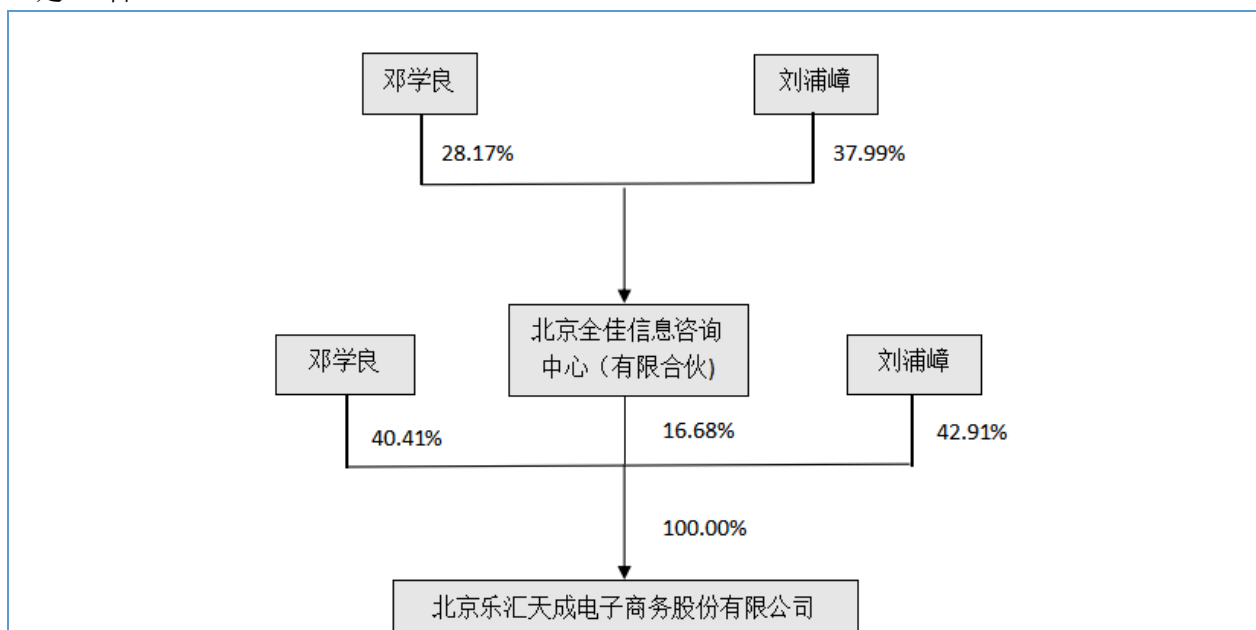 邓学良
刘浦嶂
28.17%
37.99%
北京全佳信息咨询
中心（有限合伙)
邓学良
刘浦嶂
40.41%
16.68%
42.91%
100.00%
北京乐汇天成电子商务股份有限公司